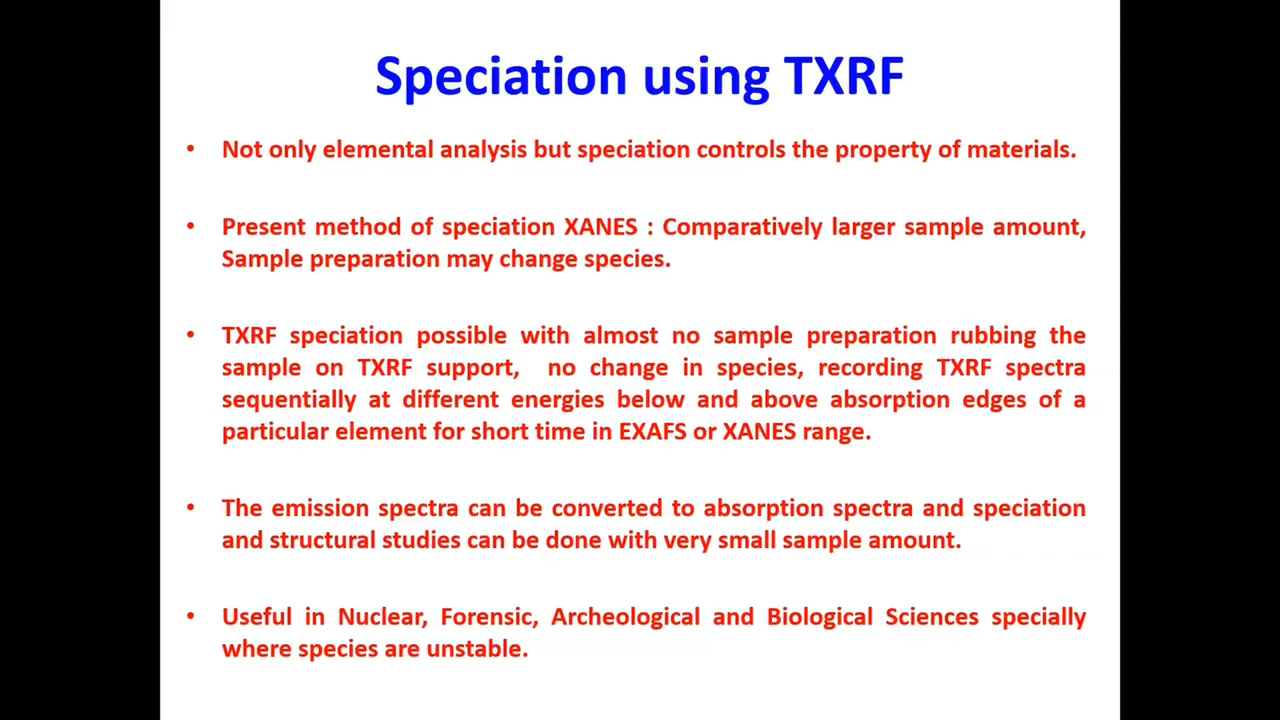 Speciation using TXRF
• Not only elemental analysis but speciation controls the property of materials.
• Present method of speciation XANES : Comparatively larger sample amount,
Sample preparation may change species.
• TXRF speciation possible with almost no sample preparation rubbing the
sample on TXRF support, no change in species, recording TXRF spectra
sequentially at different energies below and above absorption edges of a
particular element for short time in EXAFS or XANES range.
• The emission spectra can be converted to absorption spectra and speciation
and structural studies can be done with very small sample amount.
• Useful in Nuclear, Forensic, Archeological and Biological Sciences specially
where species are unstable.